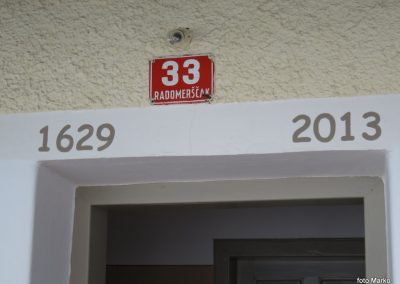 33
RADOMERŠČAK
1629 2013
foto Marko